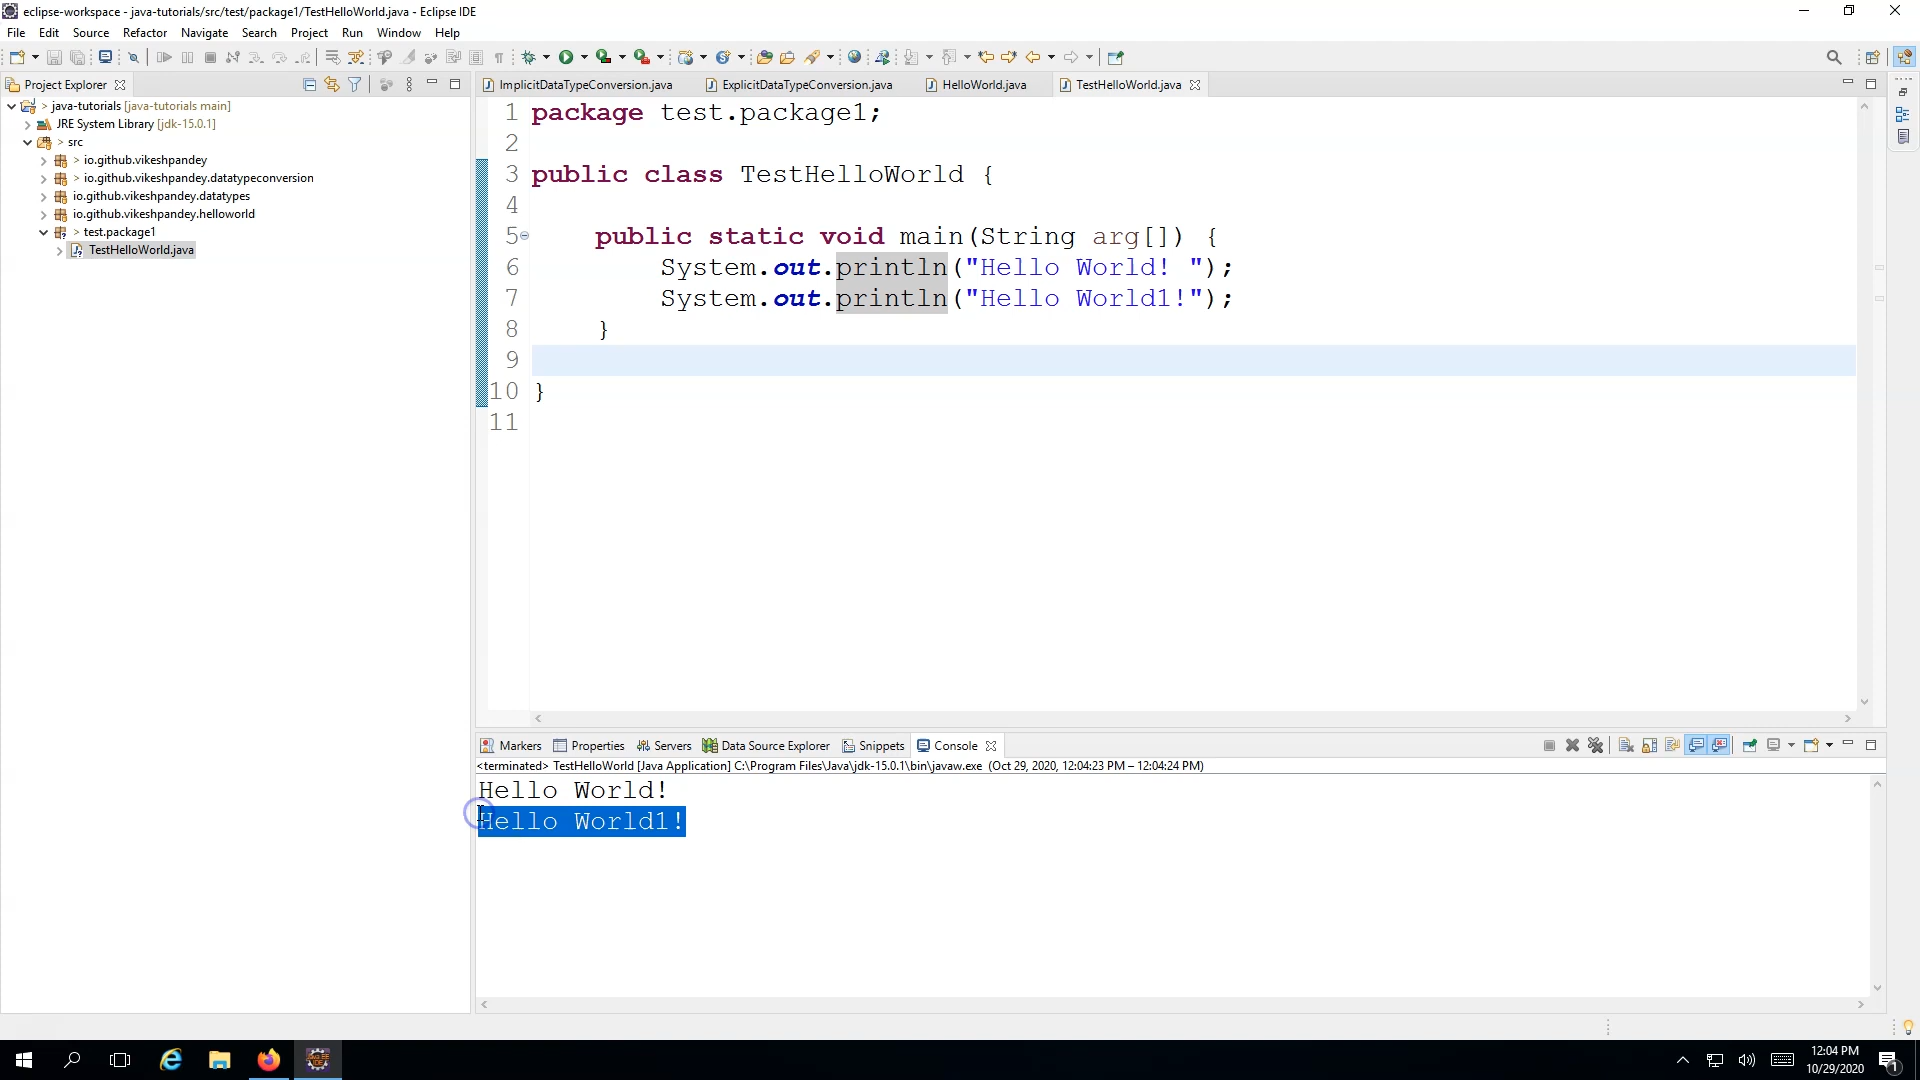 eclipse-workspace - java-tutorials/src/test/package1/TestHelloWorld.java - Eclipse IDE
File Edit Source Refactor Navigate Search Project Run Window Help
Project Explorer
> java-tutorials [java-tutorials main]
JRE System Library [jdk-15.0.1]
> src
> io.github.vikeshpandey
> io.github.vikeshpandey.datatypeconversion
io.github.vikeshpandey.datatypes
io.github.vikeshpandey.helloworld
> test.package1
TestHelloWorld.java
ImplicitDataTypeConversion.java ExplicitDataTypeConversion.java HelloWorld.java TestHelloWorld.java
1 package test.package1;
2
3 public class TestHelloWorld {
4
5 public static void main(String arg[]) {
6 System.out.println("Hello World! ");
7 System.out.println("Hello World1!");
8 }
9
10 }
11
Markers Properties Servers Data Source Explorer Snippets Console
<terminated> TestHelloWorld [Java Application] C:\Program Files\Java\jdk-15.0.1\bin\javaw.exe (Oct 29, 2020, 12:04:23 PM – 12:04:24 PM)
Hello World!
Hello World1!
12:04 PM
10/29/2020
1